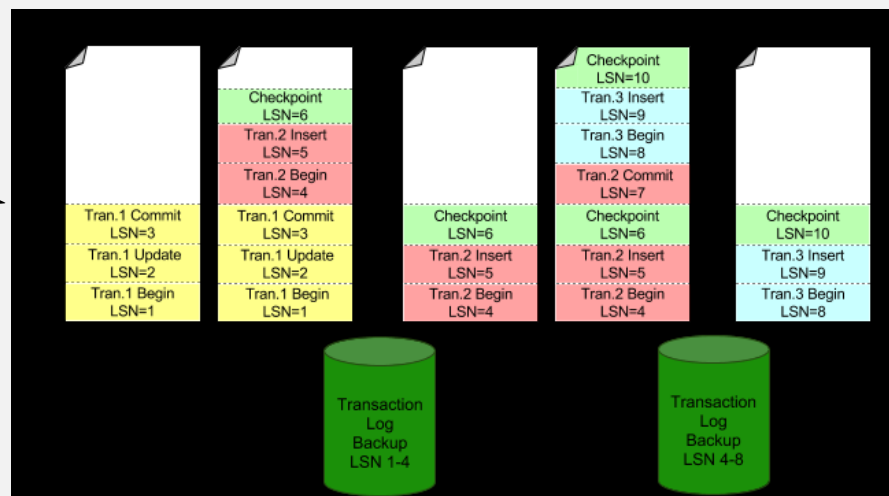 Tran.1 Commit
LSN=3
Tran.1 Update
LSN=2
Tran.1 Begin
LSN=1
Checkpoint
LSN=6
Tran.2 Insert
LSN=5
Tran.2 Begin
LSN=4
Tran.1 Commit
LSN=3
Tran.1 Update
LSN=2
Tran.1 Begin
LSN=1
Checkpoint
LSN=6
Tran.2 Insert
LSN=5
Tran.2 Begin
LSN=4
Checkpoint
LSN=10
Tran.3 Insert
LSN=9
Tran.3 Begin
LSN=8
Tran.2 Commit
LSN=7
Checkpoint
LSN=6
Tran.2 Insert
LSN=5
Tran.2 Begin
LSN=4
Checkpoint
LSN=10
Tran.3 Insert
LSN=9
Tran.3 Begin
LSN=8
Transaction
Log
Backup
LSN 1-4
Transaction
Log
Backup
LSN 4-8